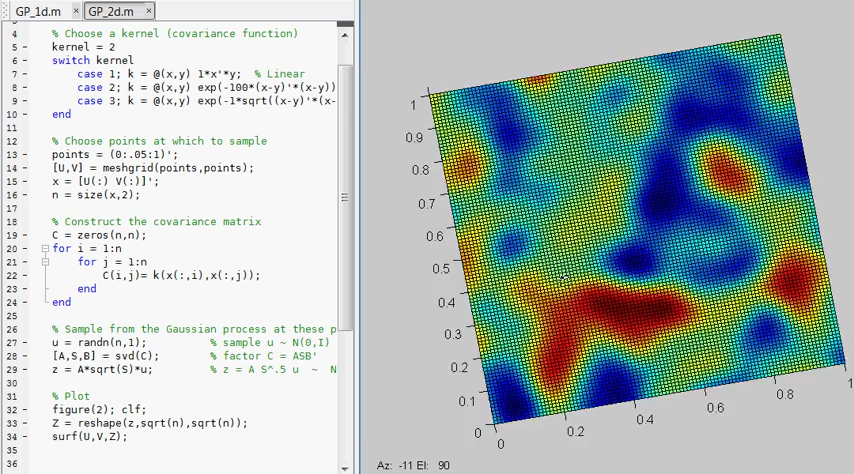 GP_1d.m × GP_2d.m ×
4 % Choose a kernel (covariance function)
5 kernel = 2
6 switch kernel
7 case 1; k = @(x,y) 1*x'*y; % Linear
8 case 2; k = @(x,y) exp(-100*(x-y)'*(x-y))
9 case 3; k = @(x,y) exp(-1*sqrt((x-y)'*(x-
10 end
11
12 % Choose points at which to sample
13 points = (0:.05:1)';
14 [U,V] = meshgrid(points,points);
15 x = [U(:) V(:)]';
16 n = size(x,2);
17
18 % Construct the covariance matrix
19 C = zeros(n,n);
20 for i = 1:n
21 for j = 1:n
22 C(i,j)= k(x(:,i),x(:,j));
23 end
24 end
25
26 % Sample from the Gaussian process at these p
27 u = randn(n,1); % sample u ~ N(0,I)
28 [A,S,B] = svd(C); % factor C = ASB'
29 z = A*sqrt(S)*u; % z = A S^.5 u ~ N
30
31 % Plot
32 figure(2); clf;
33 Z = reshape(z,sqrt(n),sqrt(n));
34 surf(U,V,Z);
35
36
1
0.9
0.8
0.7
0.6
0.5
0.4
0.3
0.2
0.1
0
0 0.2 0.4 0.6 0.8 1
Az: -11 El: 90